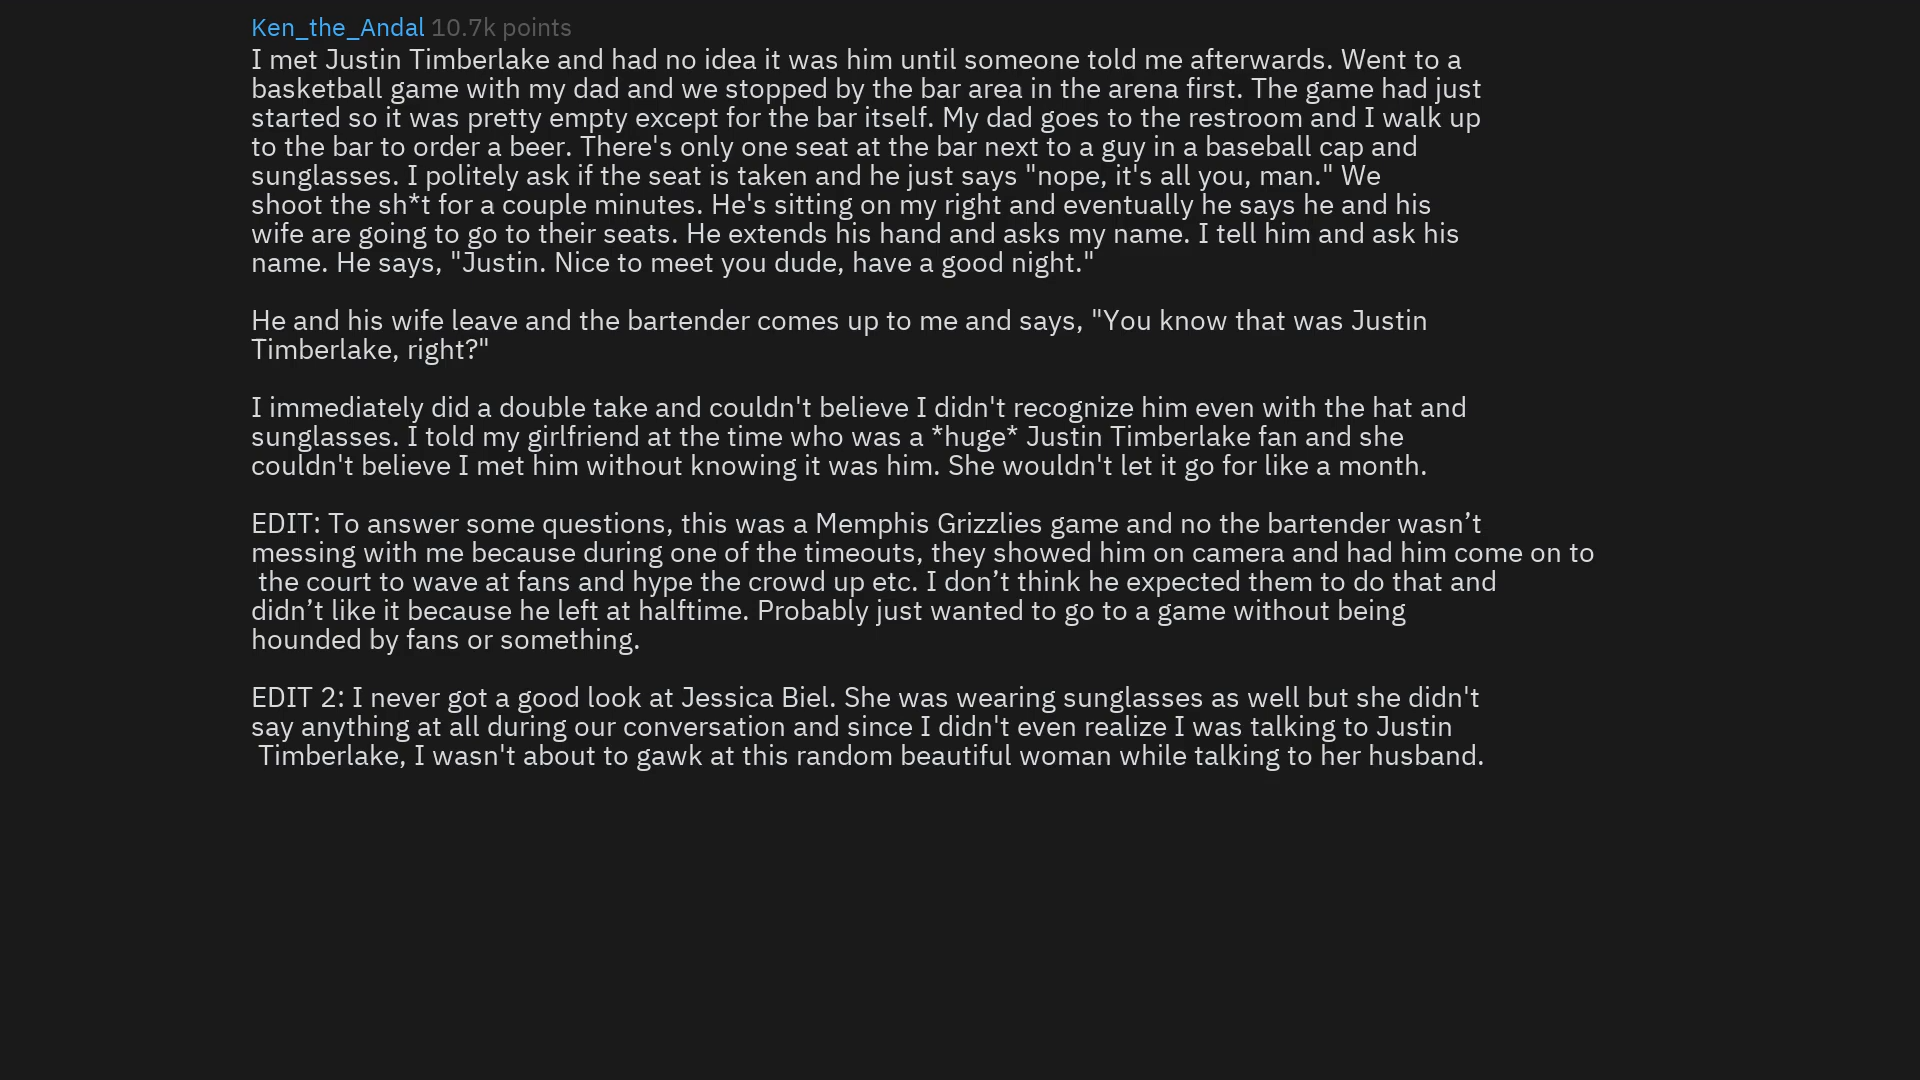 Ken_the_Andal 10.7k points
I met Justin Timberlake and had no idea it was him until someone told me afterwards. Went to a
basketball game with my dad and we stopped by the bar area in the arena first. The game had just
started so it was pretty empty except for the bar itself. My dad goes to the restroom and I walk up
to the bar to order a beer. There's only one seat at the bar next to a guy in a baseball cap and
sunglasses. I politely ask if the seat is taken and he just says "nope, it's all you, man." We
shoot the sh*t for a couple minutes. He's sitting on my right and eventually he says he and his
wife are going to go to their seats. He extends his hand and asks my name. I tell him and ask his
name. He says, "Justin. Nice to meet you dude, have a good night."
He and his wife leave and the bartender comes up to me and says, "You know that was Justin
Timberlake, right?"
I immediately did a double take and couldn't believe I didn't recognize him even with the hat and
sunglasses. I told my girlfriend at the time who was a *huge* Justin Timberlake fan and she
couldn't believe I met him without knowing it was him. She wouldn't let it go for like a month.
EDIT: To answer some questions, this was a Memphis Grizzlies game and no the bartender wasn’t
messing with me because during one of the timeouts, they showed him on camera and had him come on to
the court to wave at fans and hype the crowd up etc. I don’t think he expected them to do that and
didn’t like it because he left at halftime. Probably just wanted to go to a game without being
hounded by fans or something.
EDIT 2: I never got a good look at Jessica Biel. She was wearing sunglasses as well but she didn't
say anything at all during our conversation and since I didn't even realize I was talking to Justin
Timberlake, I wasn't about to gawk at this random beautiful woman while talking to her husband.